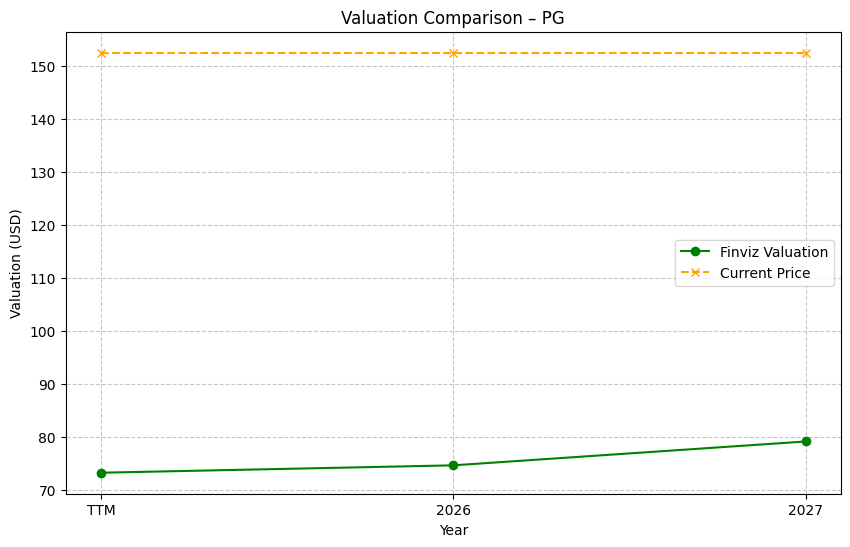 Valuation Comparison – PG
Valuation (USD)
150
140
130
120
110
100
90
80
70
Finviz Valuation
Current Price
TTM
2026
2027
Year